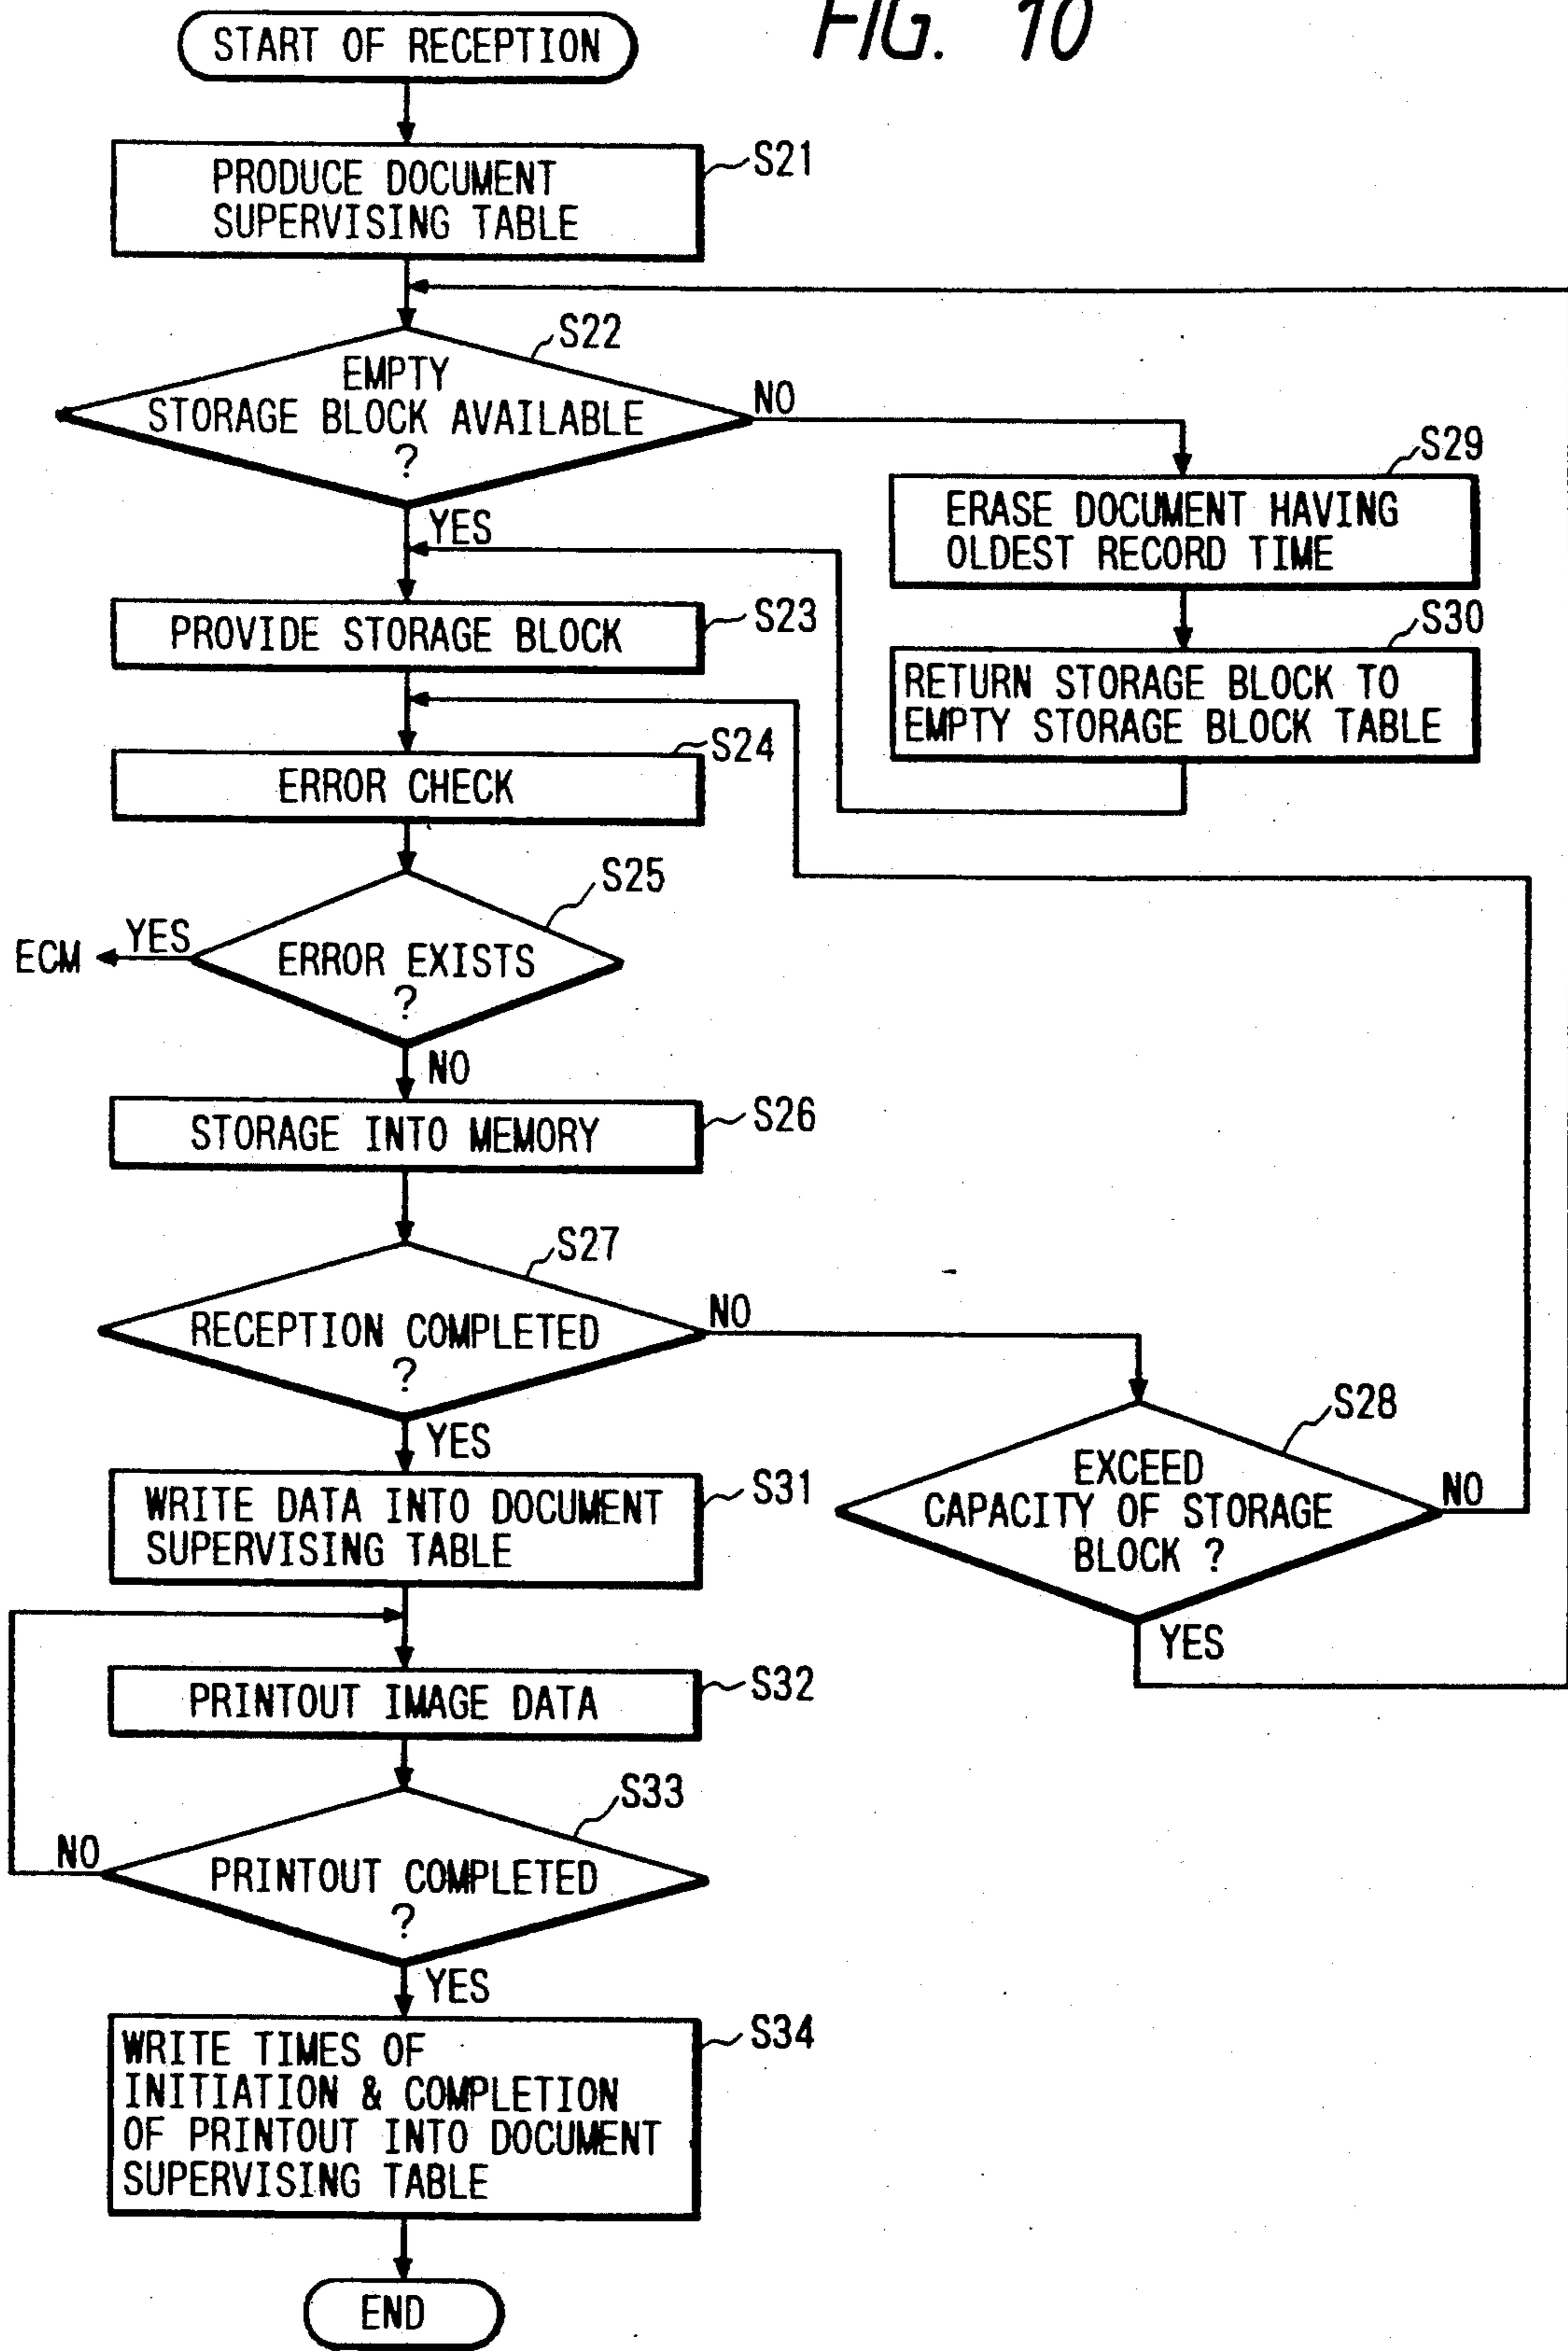 FIG. 10
START OF RECEPTION
S21
PRODUCE DOCUMENT
SUPERVISING TABLE
S22
EMPTY
STORAGE BLOCK AVAILABLE
?
NO
YES
S29
ERASE DOCUMENT HAVING
OLDEST RECORD TIME
S23
PROVIDE STORAGE BLOCK
S30
RETURN STORAGE BLOCK TO
EMPTY STORAGE BLOCK TABLE
S24
ERROR CHECK
S25
ECM
YES
ERROR EXISTS
?
NO
S26
STORAGE INTO MEMORY
S27
RECEPTION COMPLETED
?
NO
YES
S28
EXCEED
CAPACITY OF STORAGE
BLOCK ?
NO
YES
S31
WRITE DATA INTO DOCUMENT
SUPERVISING TABLE
S32
PRINTOUT IMAGE DATA
S33
NO
PRINTOUT COMPLETED
?
YES
S34
WRITE TIMES OF
INITIATION & COMPLETION
OF PRINTOUT INTO DOCUMENT
SUPERVISING TABLE
END